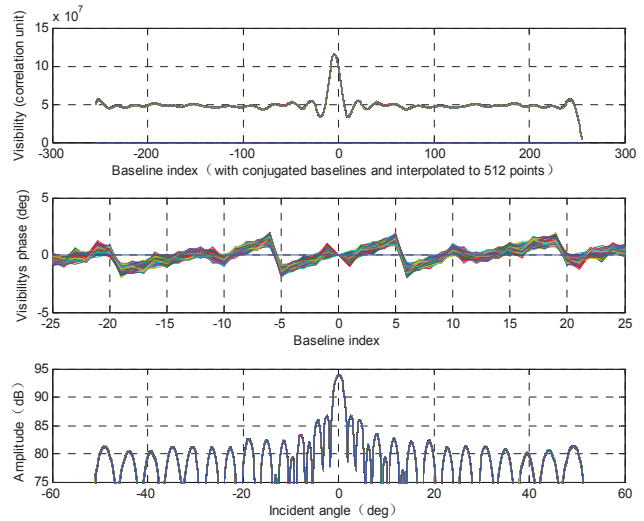 x 10^7
Visibility (correlation unit)
15
10
5
0
-300 -200 -100 0 100 200 300
Baseline index（with conjugated baselines and interpolated to 512 points）
Visibilitys phase (deg)
5
0
-5
-25 -20 -15 -10 -5 0 5 10 15 20 25
Baseline index
Amplitude（dB）
95
90
85
80
75
-60 -40 -20 0 20 40 60
Incident angle（deg）